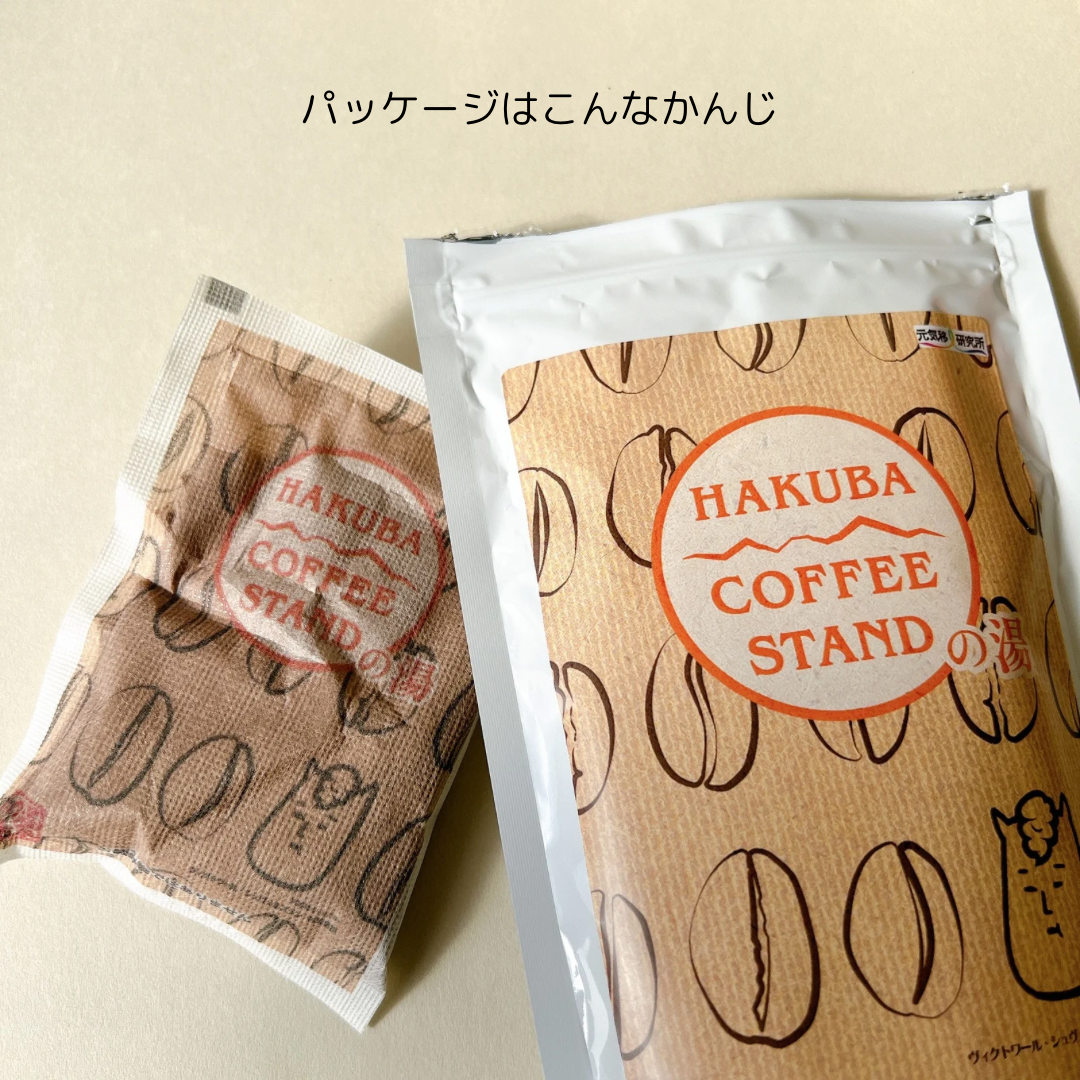 パッケージはこんなかんじ
元気移
研究所
HAKUBA
COFFEE
STAND
の湯
HAKUBA
COFFEE
STAND
の湯
ヴィクトワール・シュヴ